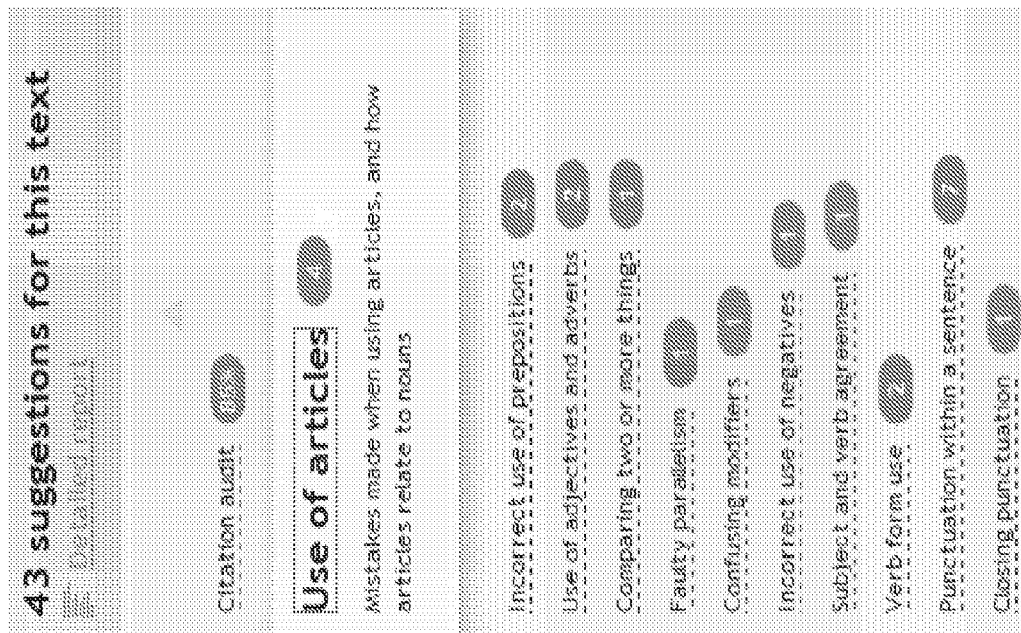 43 suggestions for this text
Detailed report
Citation audit
Use of articles
Mistakes made when using articles, and how
articles relate to nouns
Incorrect use of prepositions 2
Use of adjectives and adverbs
Comparing two or more things
Faulty parallelism
Confusing modifiers
Incorrect use of negatives
Subject and verb agreement 1
Verb form use
Punctuation within a sentence 7
Closing punctuation